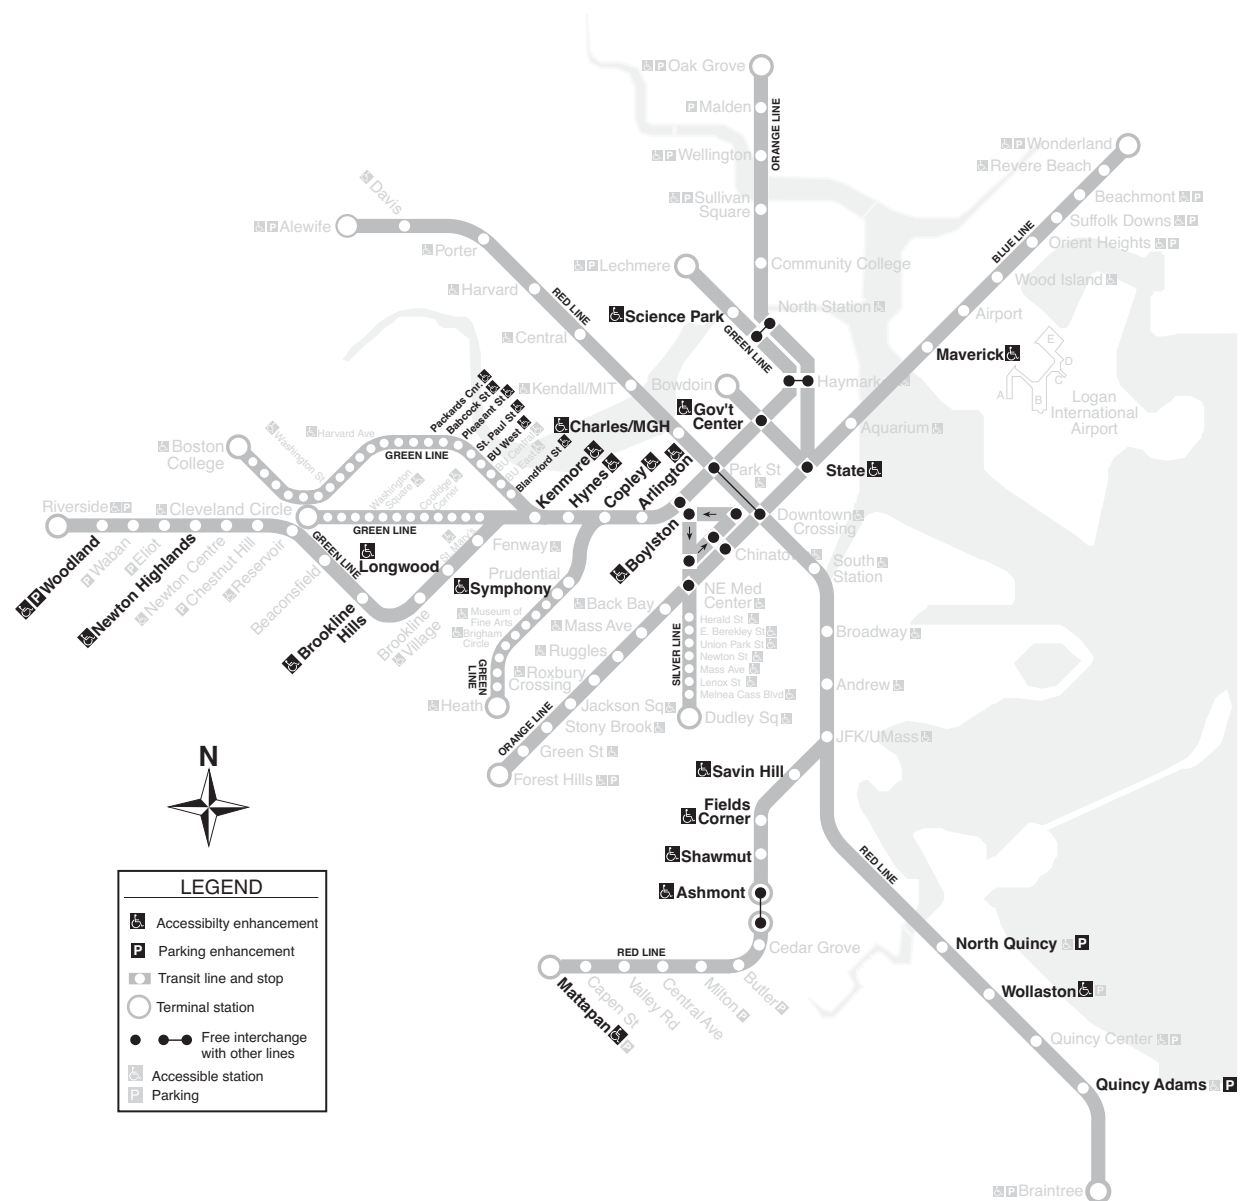 Oak Grove
Malden
ORANGE LINE
Wellington
Sullivan
Square
Wonderland
Revere Beach
Beachmont
Suffolk Downs
Orient Heights
BLUE LINE
Wood Island
Airport
Davis
Alewife
Porter
Harvard
RED LINE
Central
Lechmere
Community College
North Station
Science Park
GREEN LINE
Maverick
Kendall/MIT
Bowdoin
Haymark
E
D
C
A
B
Logan
International
Airport
Gov't
Center
Charles/MGH
Aquarium
Packards Cnr.
Babcock St
Pleasant St
St. Paul St
BU West
BU Central
BU East
Blandford St
Harvard Ave
Washington St
GREEN LINE
Boston
College
Kenmore
Hynes
Copley
Arlington
Park St
State
Washington
Square
Coolidge
Corner
Riverside
Cleveland Circle
GREEN LINE
St. Mary's
Downtown
Crossing
Woodland
Waban
Eliot
Newton Highlands
Newton Centre
Chestnut Hill
Reservoir
GREEN LINE
Beaconsfield
Longwood
Fenway
Boylston
Chinato
South
Station
Brookline
Hills
Brookline
Village
Prudential
Symphony
Museum of
Fine Arts
Brigham
Circle
GREEN
LINE
Heath
Back Bay
Mass Ave
Ruggles
Roxbury
Crossing
Jackson Sq
Stony Brook
Green St
Forest Hills
ORANGE LINE
NE Med
Center
Herald St
E. Berekley St
Union Park St
Newton St
Mass Ave
Lenox St
Melnea Cass Blvd
Dudley Sq
SILVER LINE
Broadway
Andrew
JFK/UMass
Savin Hill
Fields
Corner
Shawmut
Ashmont
Cedar Grove
RED LINE
Mattapan
Capen St
Valley Rd
Central Ave
Milton
Butler
RED LINE
North Quincy
Wollaston
Quincy Center
Quincy Adams
Braintree
N
LEGEND
Accessibilty enhancement
P Parking enhancement
Transit line and stop
Terminal station
Free interchange
with other lines
Accessible station
P Parking